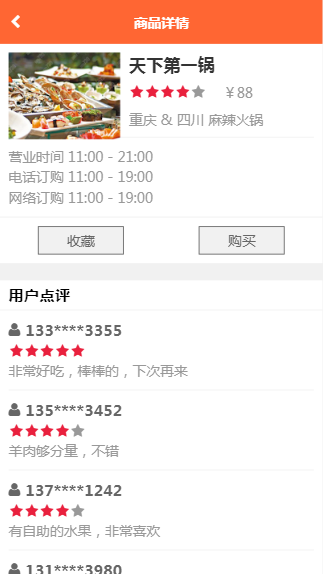 商品详情
天下第一锅
￥88
重庆 & 四川 麻辣火锅
营业时间 11:00 - 21:00
电话订购 11:00 - 19:00
网络订购 11:00 - 19:00
收藏 购买
用户点评
133****3355
非常好吃，棒棒的，下次再来
135****3452
羊肉够分量，不错
137****1242
有自助的水果，非常喜欢
131****3980